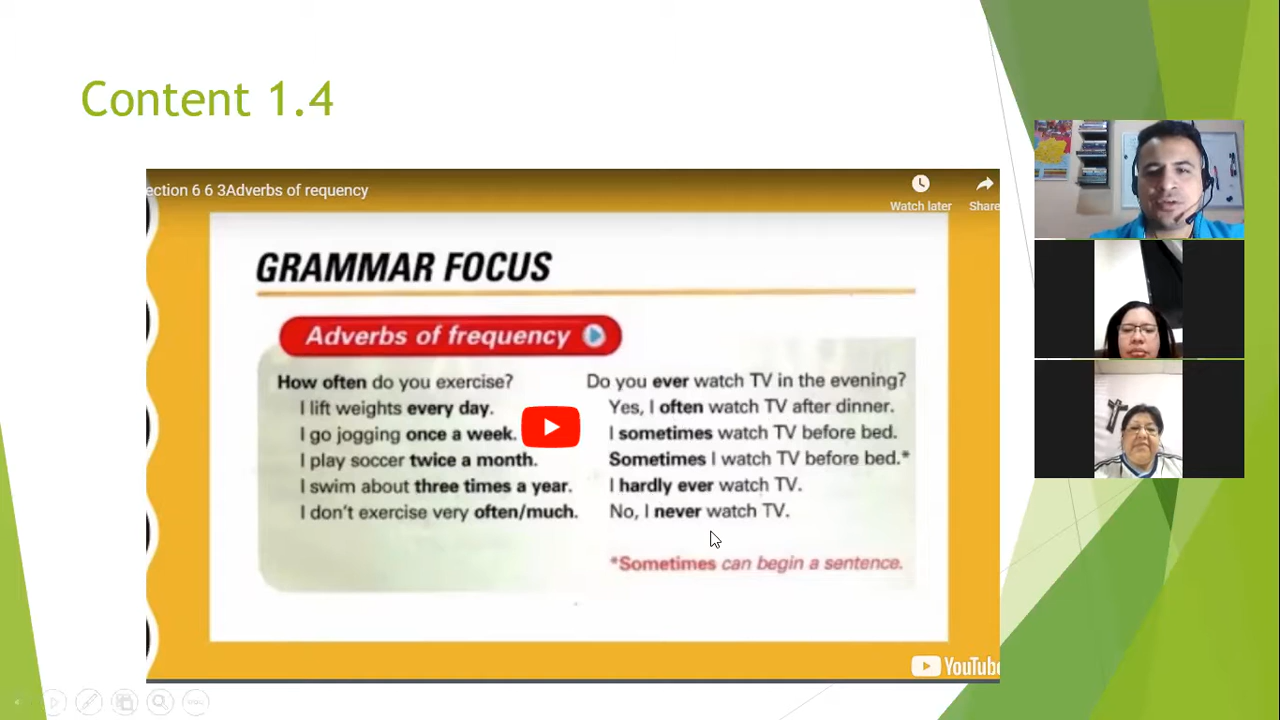 Content 1.4
ection 6 6 3Adverbs of requency
Watch later
Share
GRAMMAR FOCUS
Adverbs of frequency
How often do you exercise?
I lift weights every day.
I go jogging once a week.
I play soccer twice a month.
I swim about three times a year.
I don't exercise very often/much.
Do you ever watch TV in the evening?
Yes, I often watch TV after dinner.
I sometimes watch TV before bed.
Sometimes I watch TV before bed.*
I hardly ever watch TV.
No, I never watch TV.
*Sometimes can begin a sentence.
YouTube